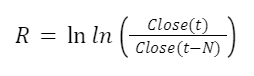 R = ln ln ( Close(t) / Close(t−N) )